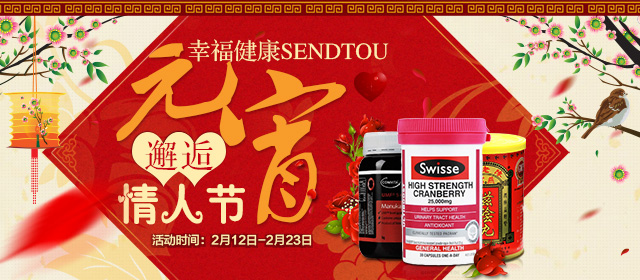 幸福健康SENDTOU
元宵
邂逅
情人节
活动时间：2月12日-2月23日
COMVITA
Manuka
Swisse
HIGH STRENGTH
CRANBERRY
25,000mg
HELPS SUPPORT
URINARY TRACT HEALTH
ANTIOXIDANT
GENERAL HEALTH